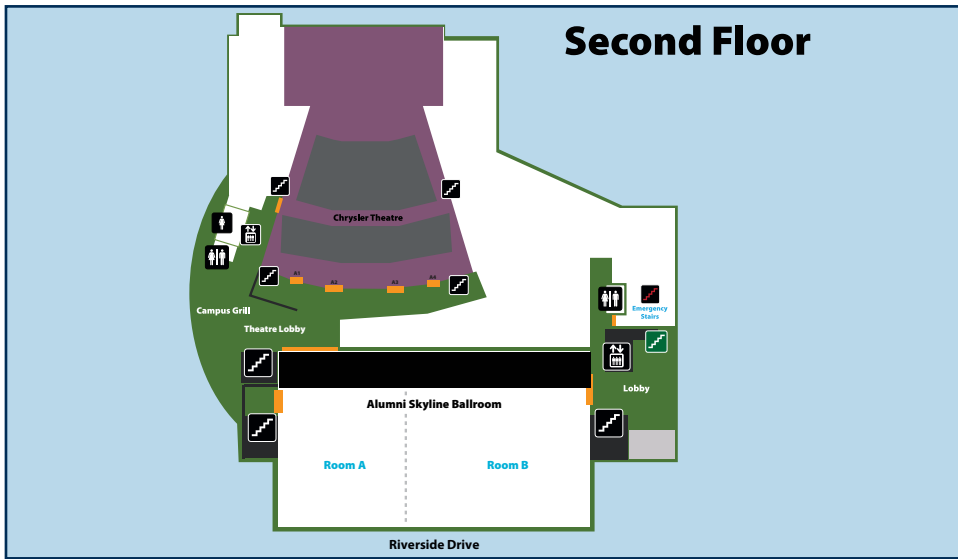 Second Floor
Chrysler Theatre
A1
A2
A3
A4
Campus Grill
Theatre Lobby
Emergency
Stairs
Lobby
Alumni Skyline Ballroom
Room A
Room B
Riverside Drive